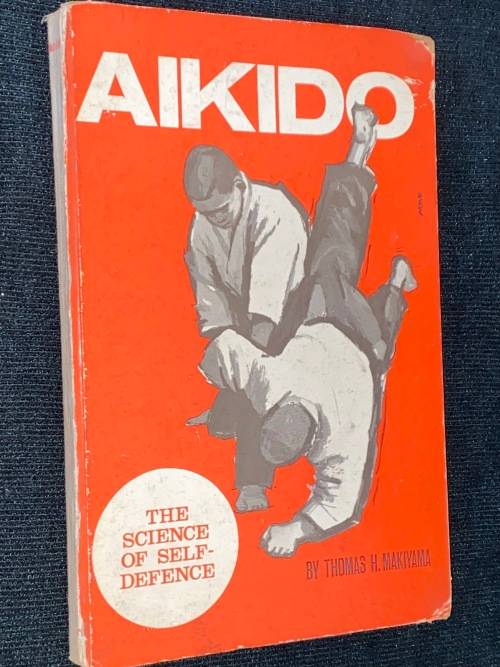 AIKIDO
THE
SCIENCE
OF SELF-
DEFENCE
BY THOMAS H. MAKIYAMA